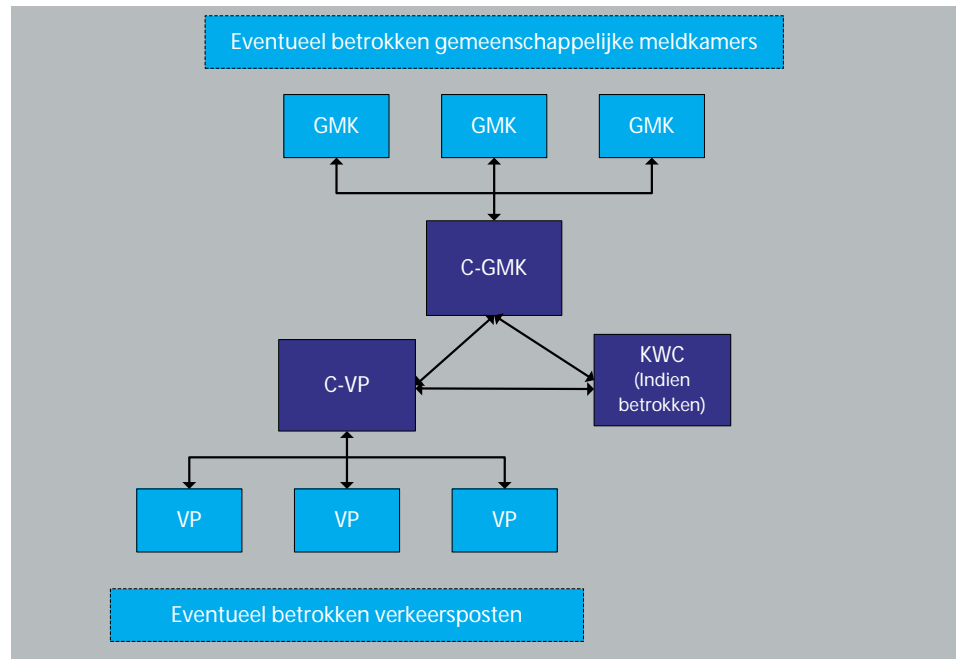 Eventueel betrokken gemeenschappelijke meldkamers
GMK
GMK
GMK
C-GMK
C-VP
KWC
(Indien
betrokken)
VP
VP
VP
Eventueel betrokken verkeersposten